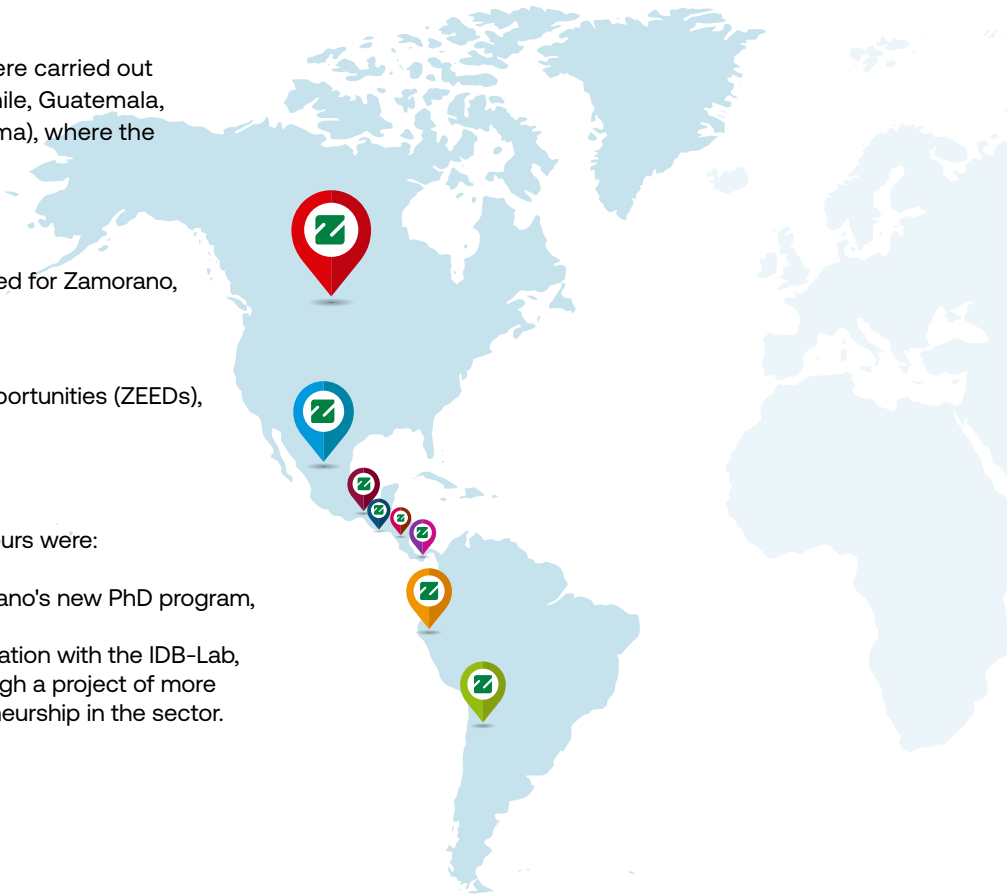 ere carried out
ile, Guatemala,
ma), where the
ed for Zamorano,
portunities (ZEEDs),
urs were:
ano's new PhD program,
ation with the IDB-Lab,
gh a project of more
neurship in the sector.